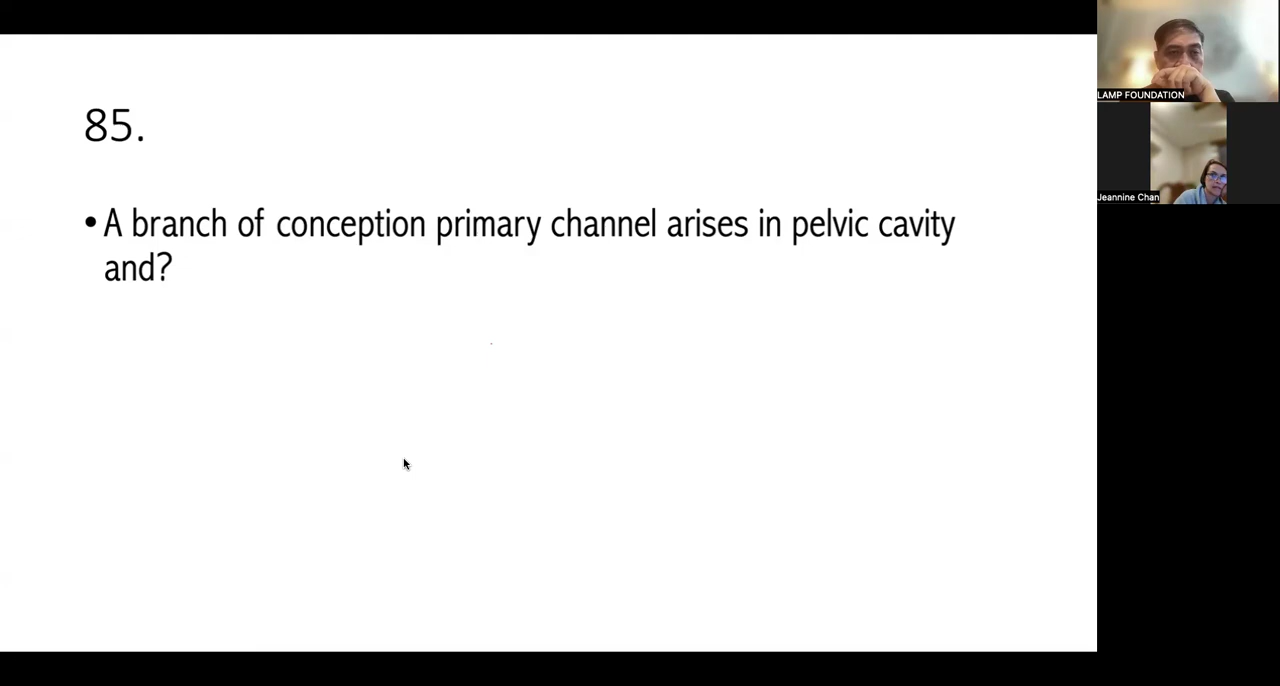 85.
• A branch of conception primary channel arises in pelvic cavity
and?
LAMP FOUNDATION
Jeannine Chan